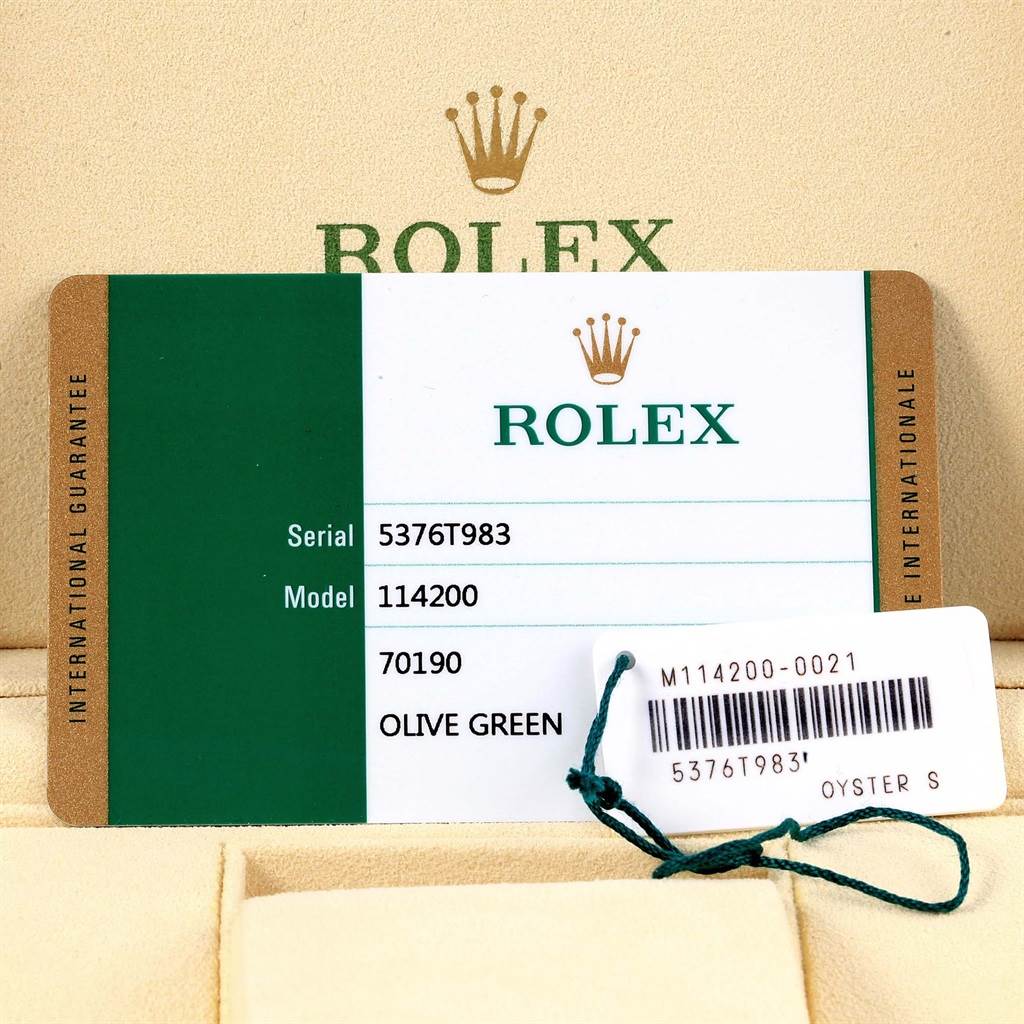 ROLEX
INTERNATIONAL GUARANTEE
ROLEX
Serial 5376T983
Model 114200
70190
OLIVE GREEN
INTERNATIONALE
M114200-0021
5376T983
OYSTER S